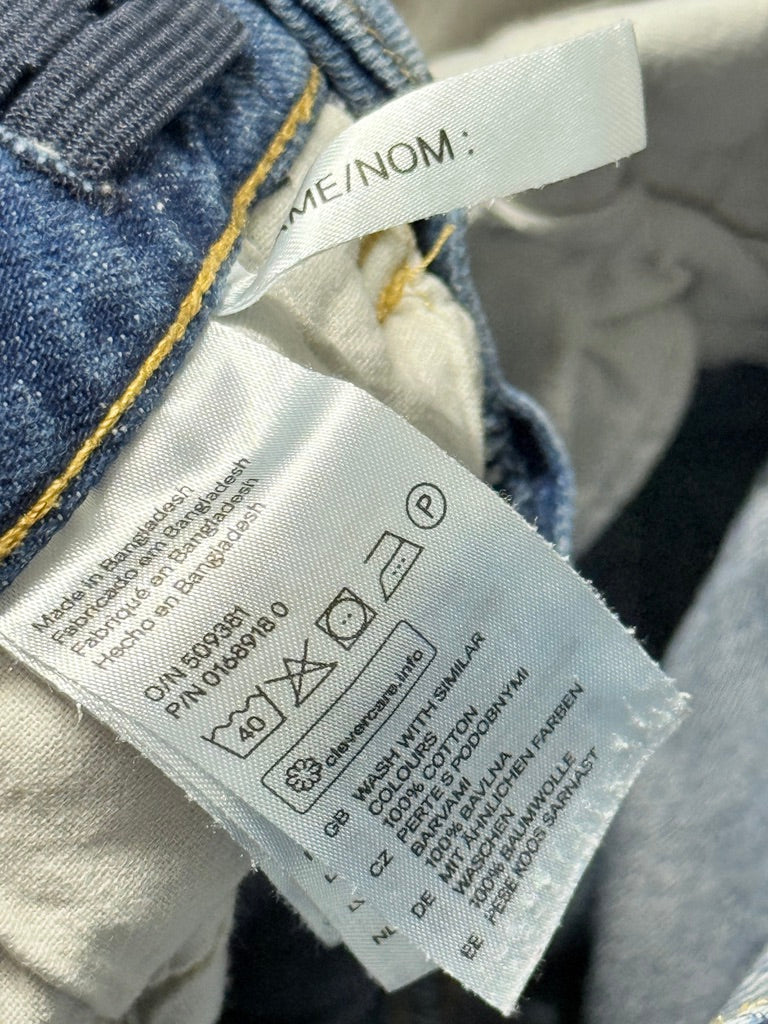 ME/NOM:
Made in Bangladesh
Fabricado em Bangladesh
Fabriqué en Bangladesh
Hecho en Bangladesh
O/N 509381
P/N 0168918 0
P
40
clevercare.info
GB WASH WITH SIMILAR
COLOURS
100% COTTON
CZ PERTE S PODOBNYMI
BARVAMI
100% BAVLNA
DE MIT ÄHNLICHEN FARBEN
WASCHEN
100% BAUMWOLLE
EE PESE KOOS SARNAST
NL